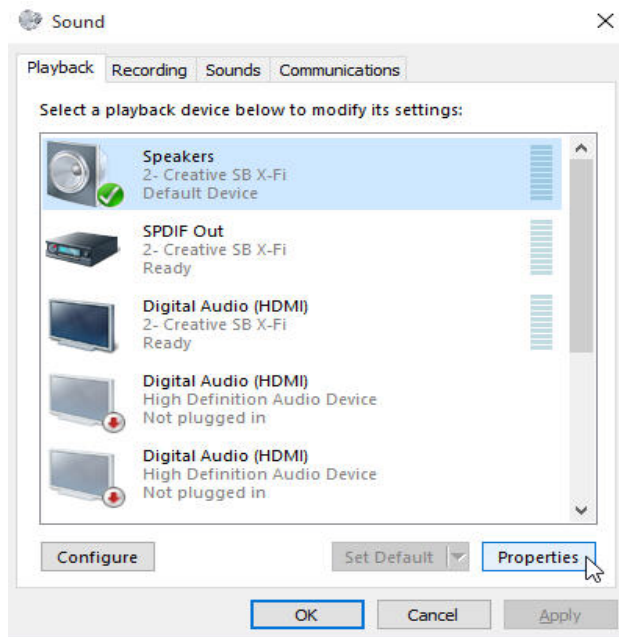 Sound
Playback Recording Sounds Communications
Select a playback device below to modify its settings:
Speakers
2- Creative SB X-Fi
Default Device
SPDIF Out
2- Creative SB X-Fi
Ready
Digital Audio (HDMI)
2- Creative SB X-Fi
Ready
Digital Audio (HDMI)
High Definition Audio Device
Not plugged in
Digital Audio (HDMI)
High Definition Audio Device
Not plugged in
Configure Set Default Properties
OK Cancel Apply